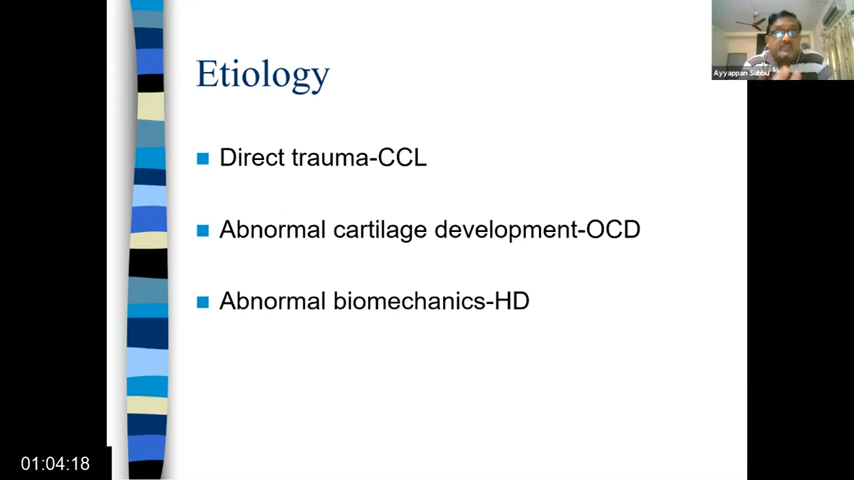 Etiology
Ayyappan Subbu
Direct trauma-CCL
Abnormal cartilage development-OCD
Abnormal biomechanics-HD
01:04:18